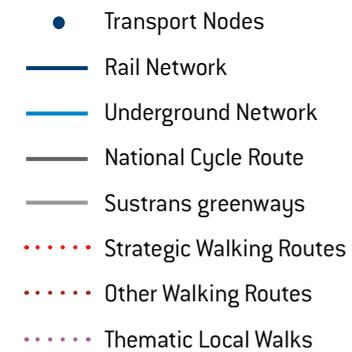 Transport Nodes
Rail Network
Underground Network
National Cycle Route
Sustrans greenways
Strategic Walking Routes
Other Walking Routes
Thematic Local Walks